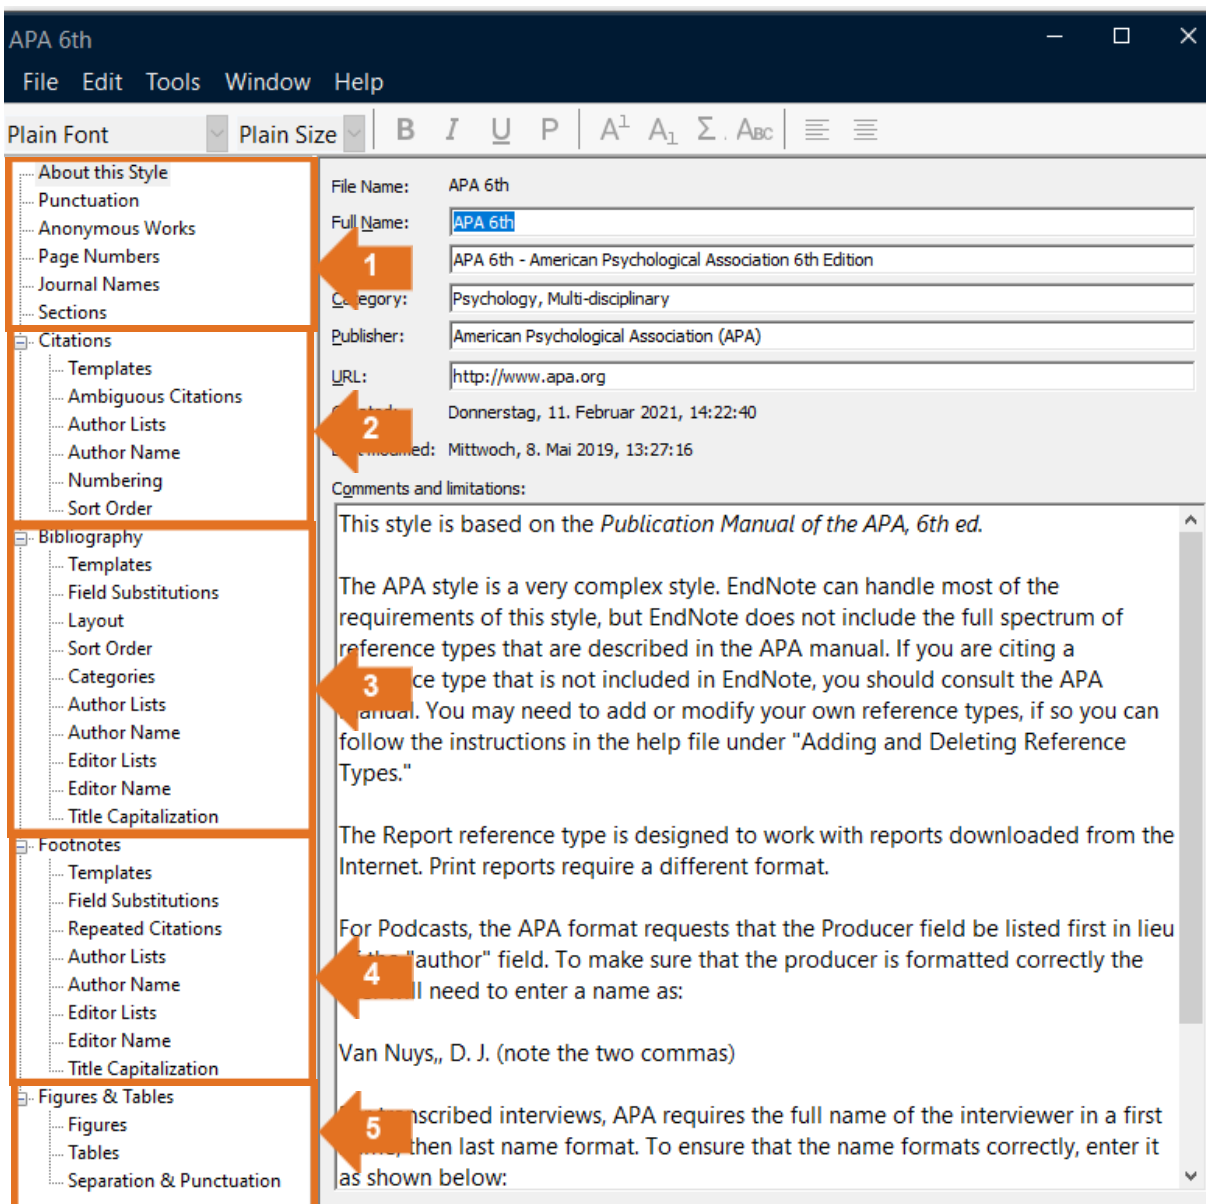 APA 6th
File Edit Tools Window Help
Plain Font Plain Size B I U P A1 A1 Σ ABC
About this Style
Punctuation
Anonymous Works
Page Numbers
Journal Names
Sections
1
Citations
Templates
Ambiguous Citations
Author Lists
Author Name
Numbering
Sort Order
2
Bibliography
Templates
Field Substitutions
Layout
Sort Order
Categories
Author Lists
Author Name
Editor Lists
Editor Name
Title Capitalization
3
Footnotes
Templates
Field Substitutions
Repeated Citations
Author Lists
Author Name
Editor Lists
Editor Name
Title Capitalization
4
Figures & Tables
Figures
Tables
Separation & Punctuation
5
File Name: APA 6th
Full Name: APA 6th
APA 6th - American Psychological Association 6th Edition
Category: Psychology, Multi-disciplinary
Publisher: American Psychological Association (APA)
URL: http://www.apa.org
Donnerstag, 11. Februar 2021, 14:22:40
Mittwoch, 8. Mai 2019, 13:27:16
Comments and limitations:
This style is based on the Publication Manual of the APA, 6th ed.
The APA style is a very complex style. EndNote can handle most of the
requirements of this style, but EndNote does not include the full spectrum of
reference types that are described in the APA manual. If you are citing a
ce type that is not included in EndNote, you should consult the APA
manual. You may need to add or modify your own reference types, if so you can
follow the instructions in the help file under "Adding and Deleting Reference
Types."
The Report reference type is designed to work with reports downloaded from the
Internet. Print reports require a different format.
For Podcasts, the APA format requests that the Producer field be listed first in lieu
of the "author" field. To make sure that the producer is formatted correctly the
need to enter a name as:
Van Nuys,, D. J. (note the two commas)
transcribed interviews, APA requires the full name of the interviewer in a first
then last name format. To ensure that the name formats correctly, enter it
as shown below: